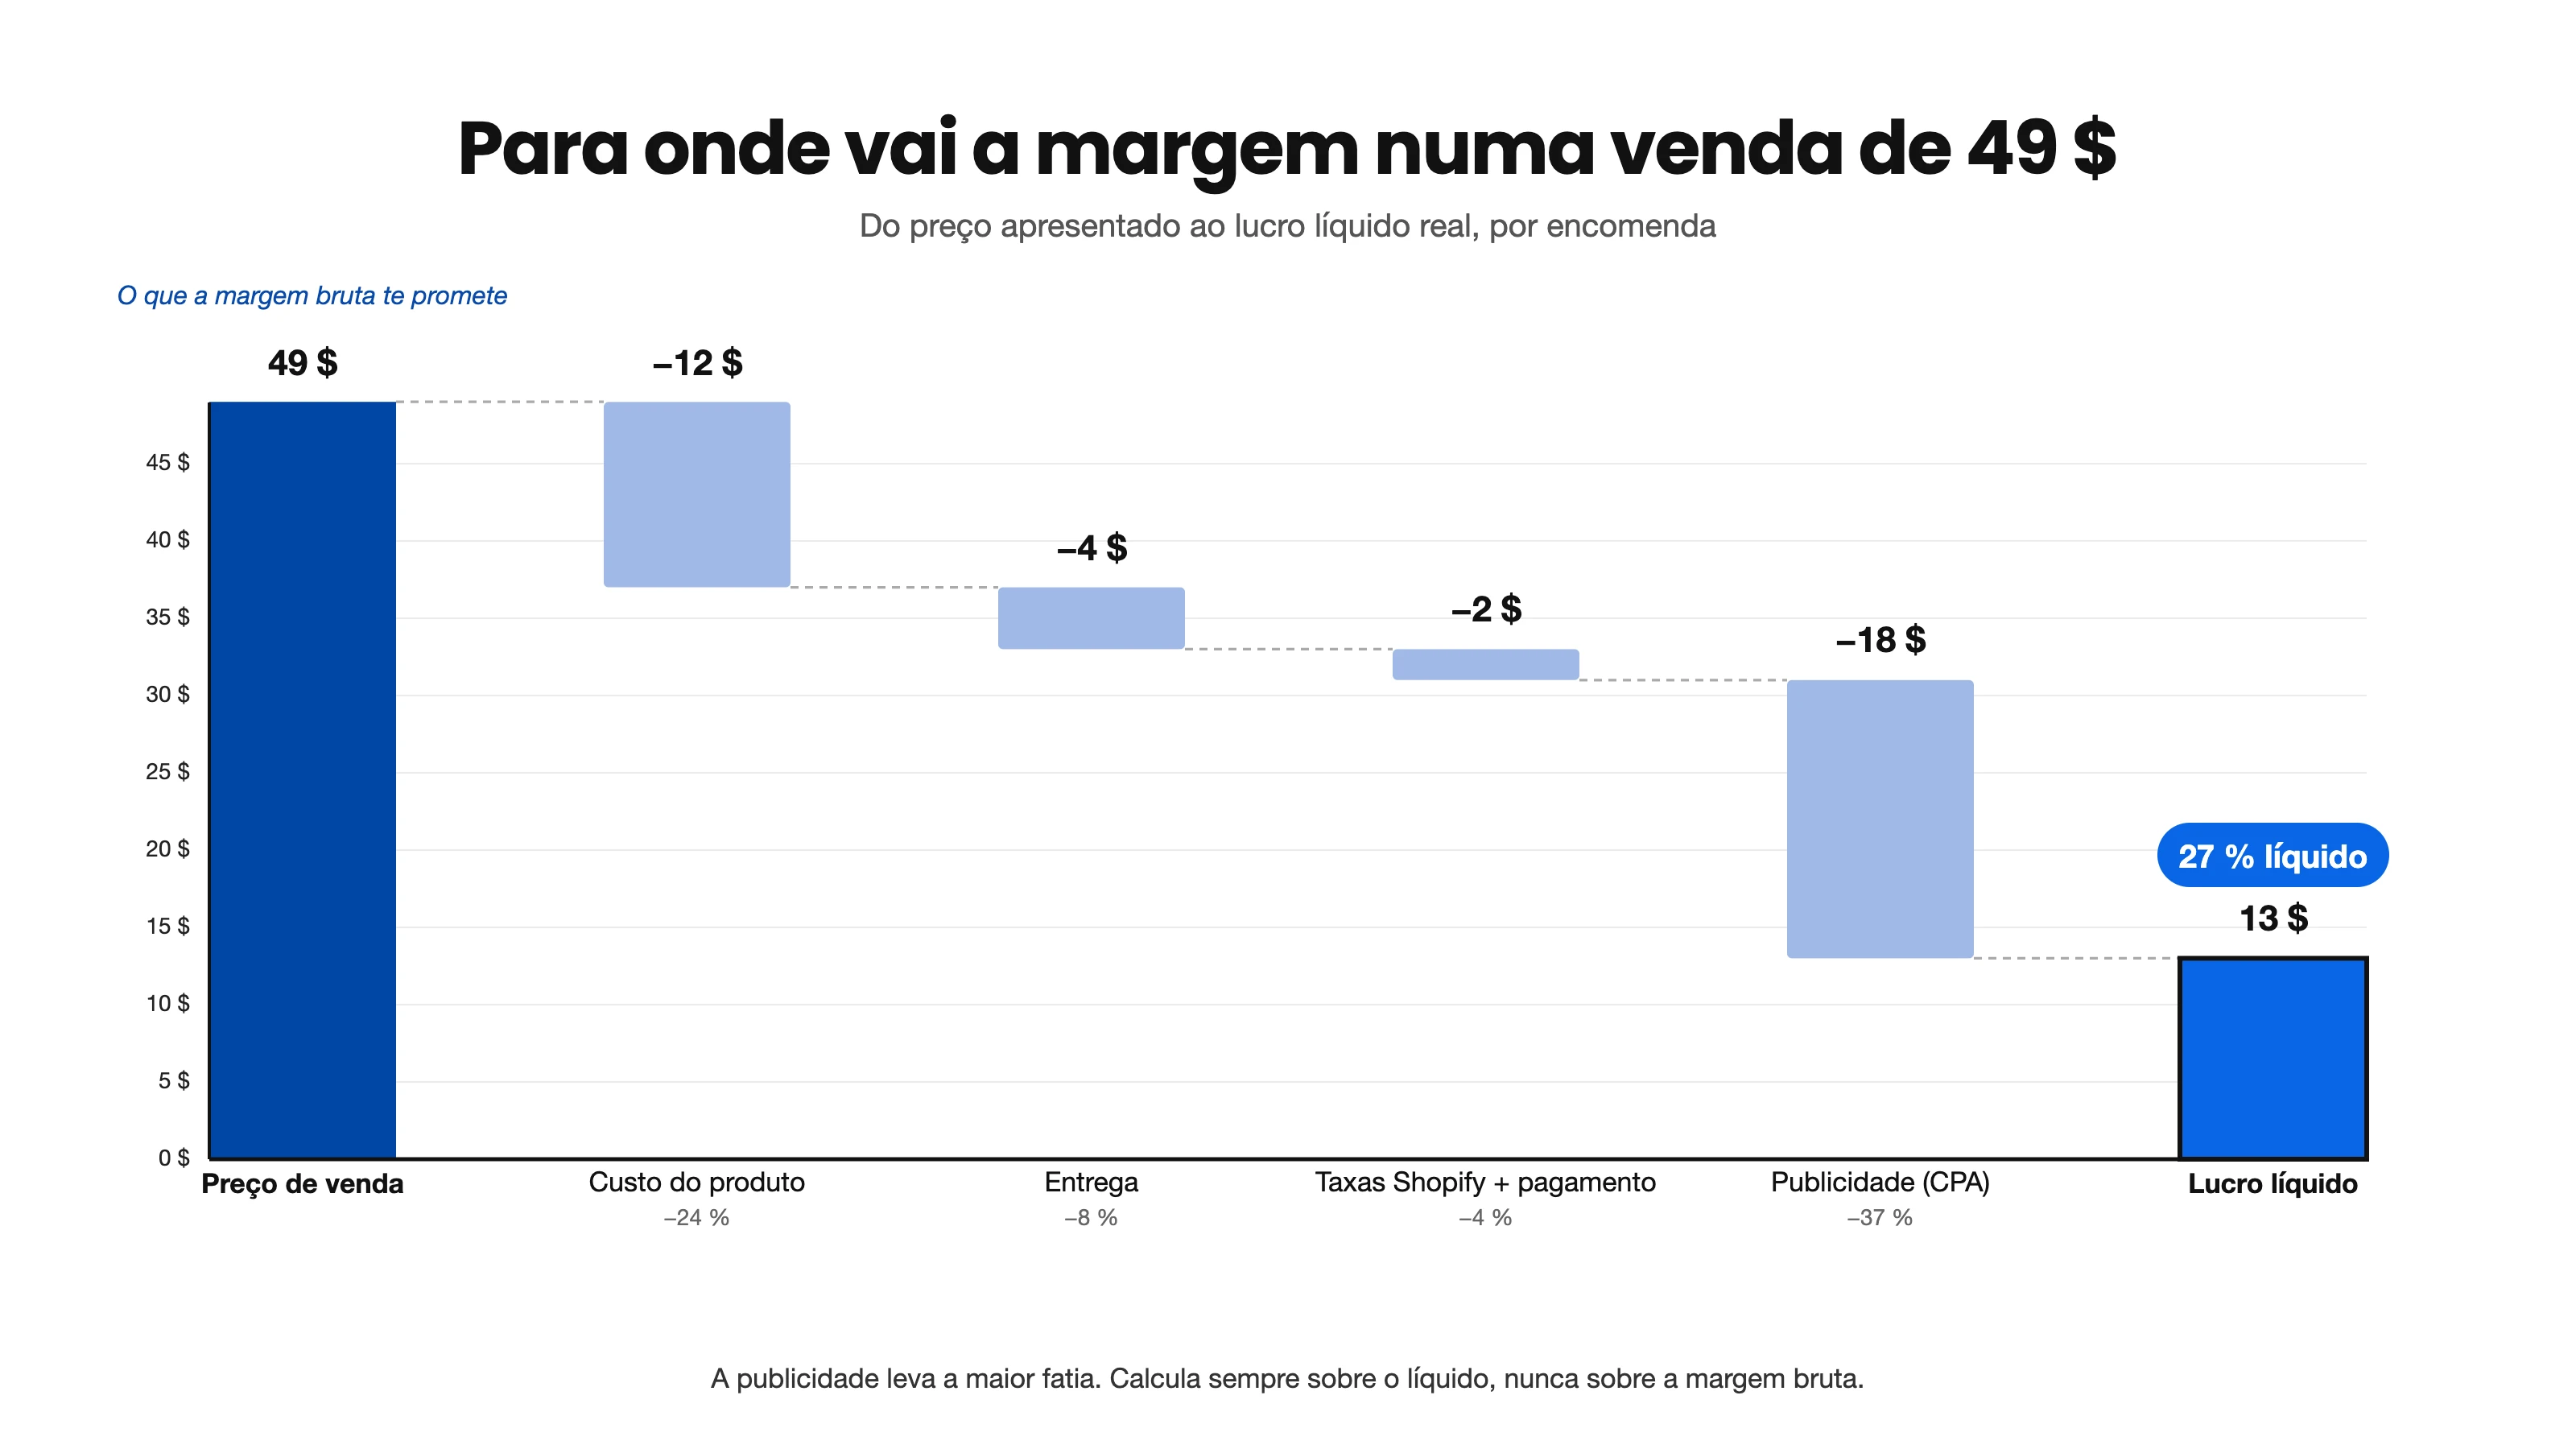 Para onde vai a margem numa venda de 49 $
Do preço apresentado ao lucro líquido real, por encomenda
O que a margem bruta te promete
49 $
–12 $
–4 $
–2 $
–18 $
27 % líquido
13 $
45 $
40 $
35 $
30 $
25 $
20 $
15 $
10 $
5 $
0 $
Preço de venda
Custo do produto
–24 %
Entrega
–8 %
Taxas Shopify + pagamento
–4 %
Publicidade (CPA)
–37 %
Lucro líquido
A publicidade leva a maior fatia. Calcula sempre sobre o líquido, nunca sobre a margem bruta.